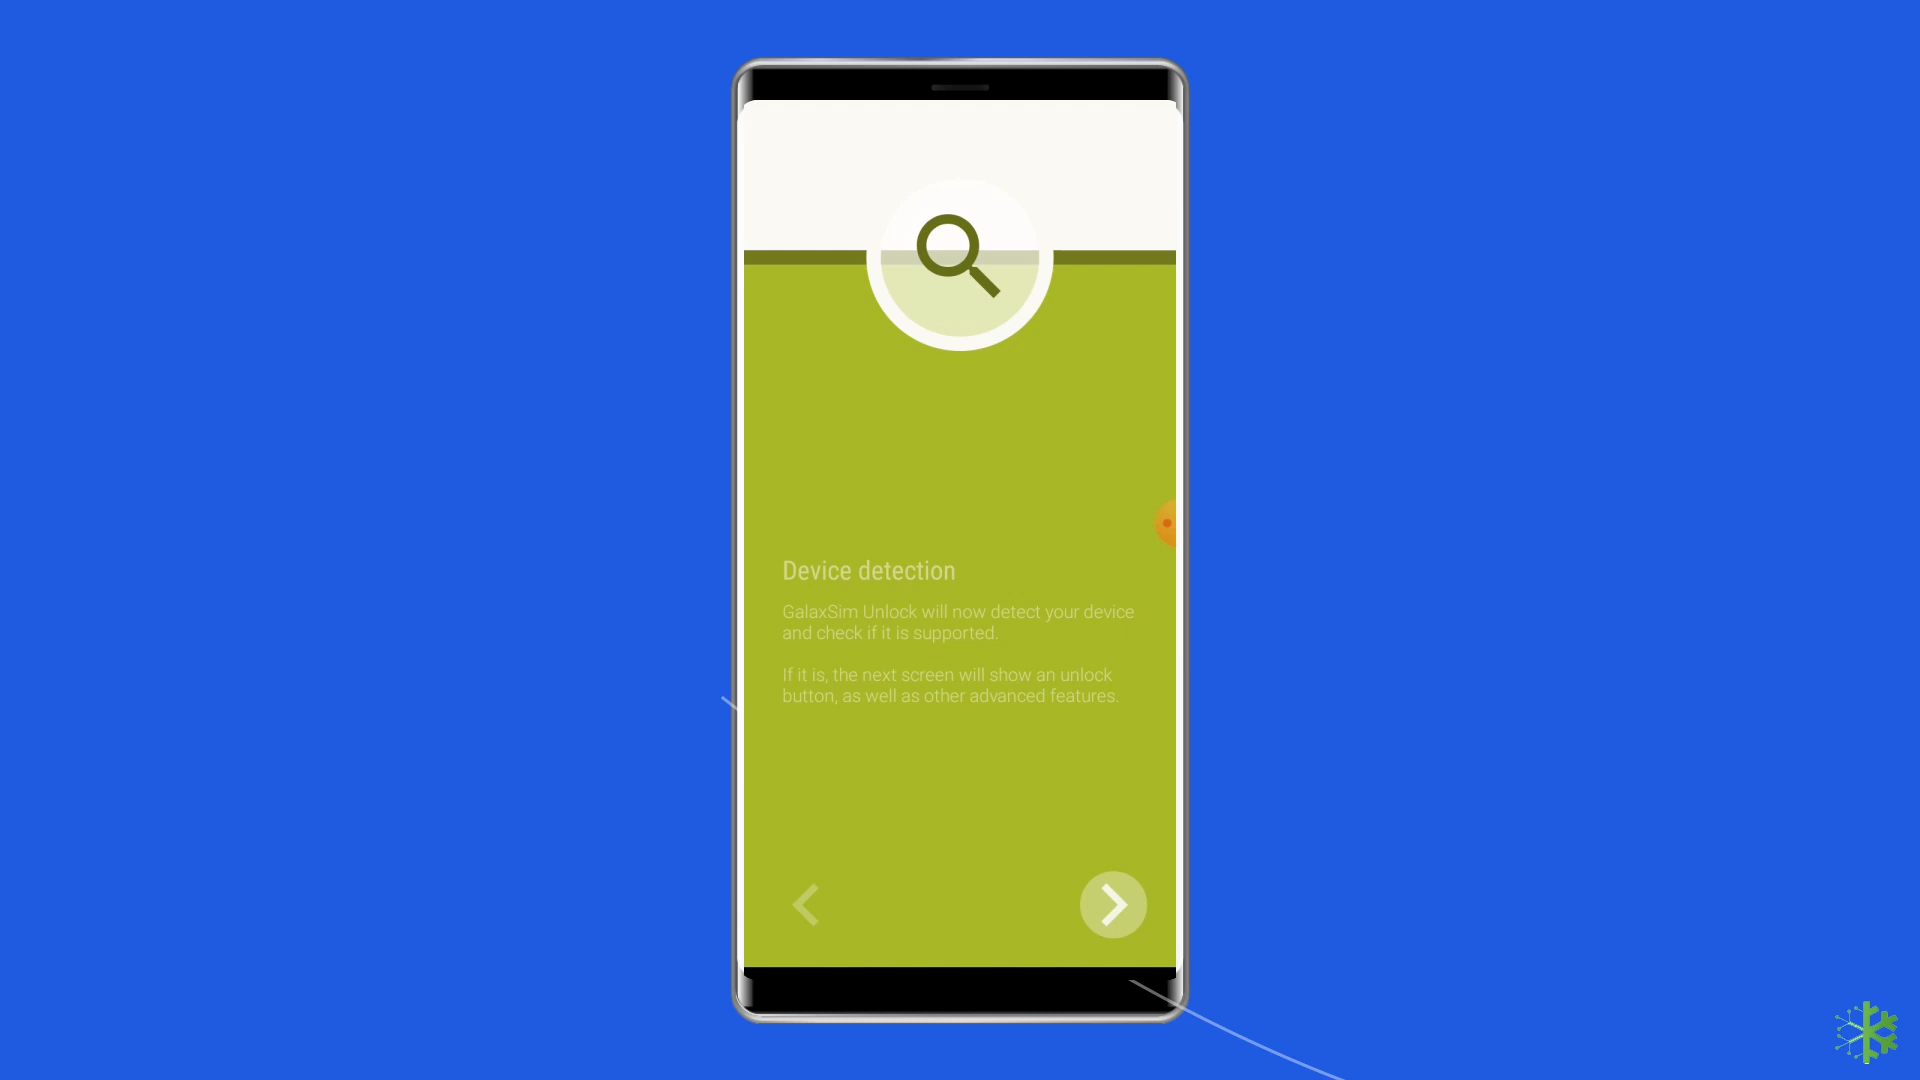 Device detection
GalaxSim Unlock will now detect your device
and check if it is supported.
If it is, the next screen will show an unlock
button, as well as other advanced features.